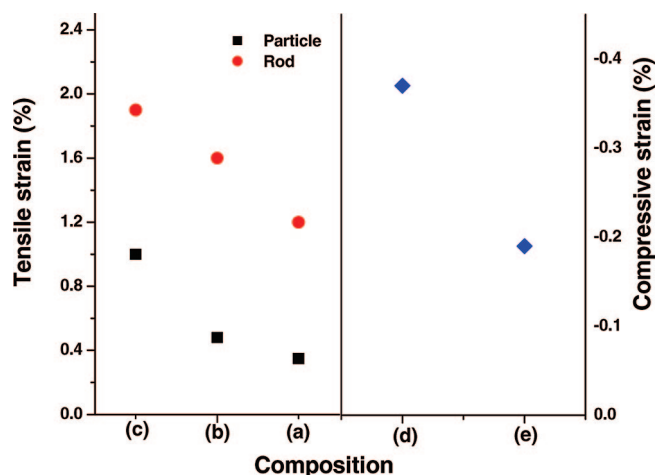 Particle
Rod
Tensile strain (%)
2.4
2.0
1.6
1.2
0.8
0.4
0.0
Compressive strain (%)
-0.4
-0.3
-0.2
-0.1
0.0
(c) (b) (a) (d) (e)
Composition